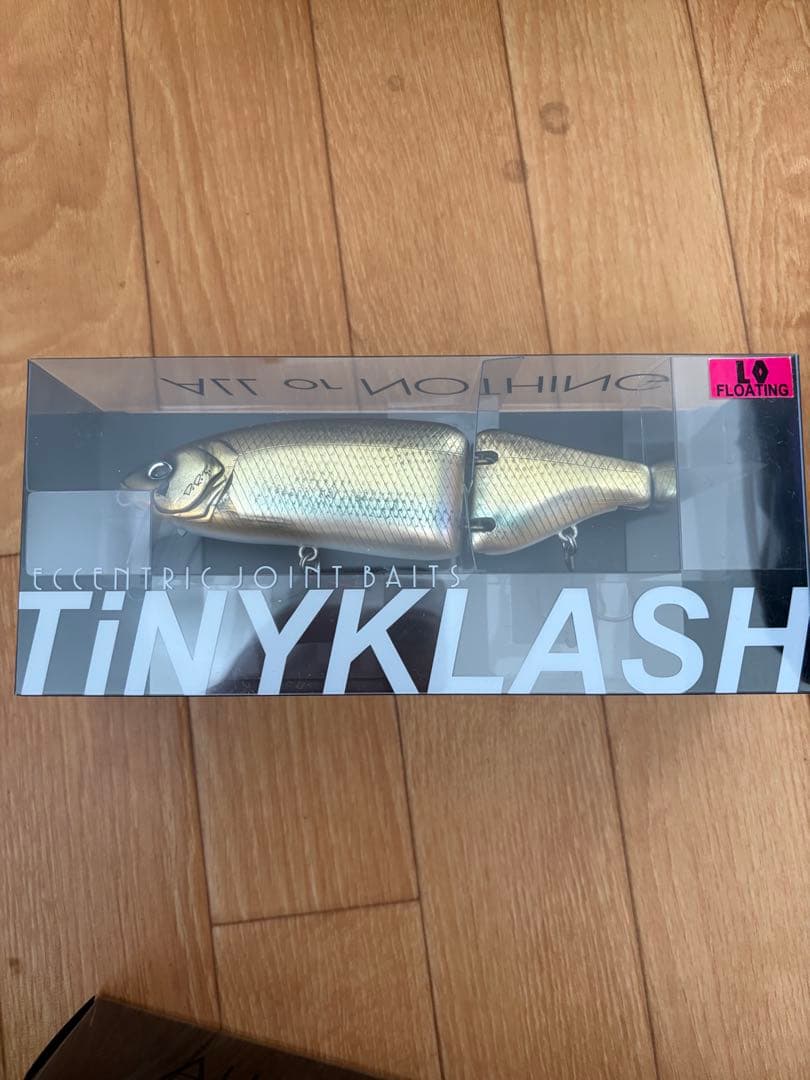 ALL or NOTHING
LO
FLOATING
ECCENTRIC JOINT BAITS
TiNYKLASH